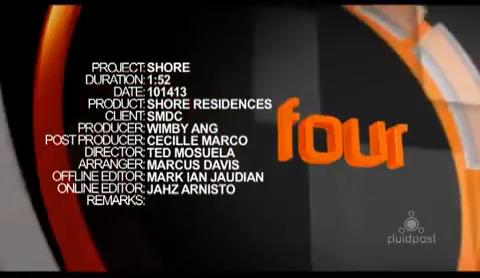 PROJECT: SHORE
DURATION: 1:52
DATE: 101413
PRODUCT: SHORE RESIDENCES
CLIENT: SMDC
PRODUCER: WIMBY ANG
POST PRODUCER: CECILLE MARCO
DIRECTOR: TED MOSUELA
ARRANGER: MARCUS DAVIS
OFFLINE EDITOR: MARK IAN JAUDIAN
ONLINE EDITOR: JAHZ ARNISTO
REMARKS:
four
fluidpost